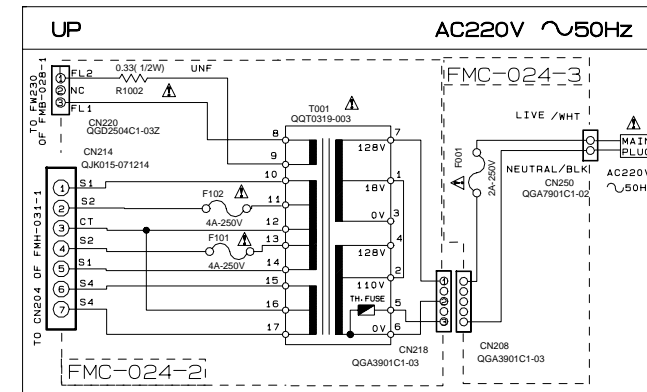 UP
AC220V ∿50Hz
TO FW230
OF FMB-028-1
1
2
3
FL2
NC
FL1
0.33( 1/2W)
R1002
UNF
CN220
QGD2504C1-03Z
CN214
QJK015-071214
TO CN204 OF FMH-031-1
1
2
3
4
5
6
7
S1
S2
CT
S2
S1
S4
S4
F102
4A-250V
F101
4A-250V
T001
QQT0319-003
8
9
10
11
12
13
14
15
16
17
128V
18V
0V
128V
110V
TH. FUSE
0V
7
1
3
4
2
5
6
FMC-024-2
FMC-024-3
F001
2A-250V
LIVE /WHT
NEUTRAL/BLK
CN250
QGA7901C1-02
MAIN
PLUG
AC220V
∿50H
1
2
3
CN218
QGA3901C1-03
CN208
QGA3901C1-03